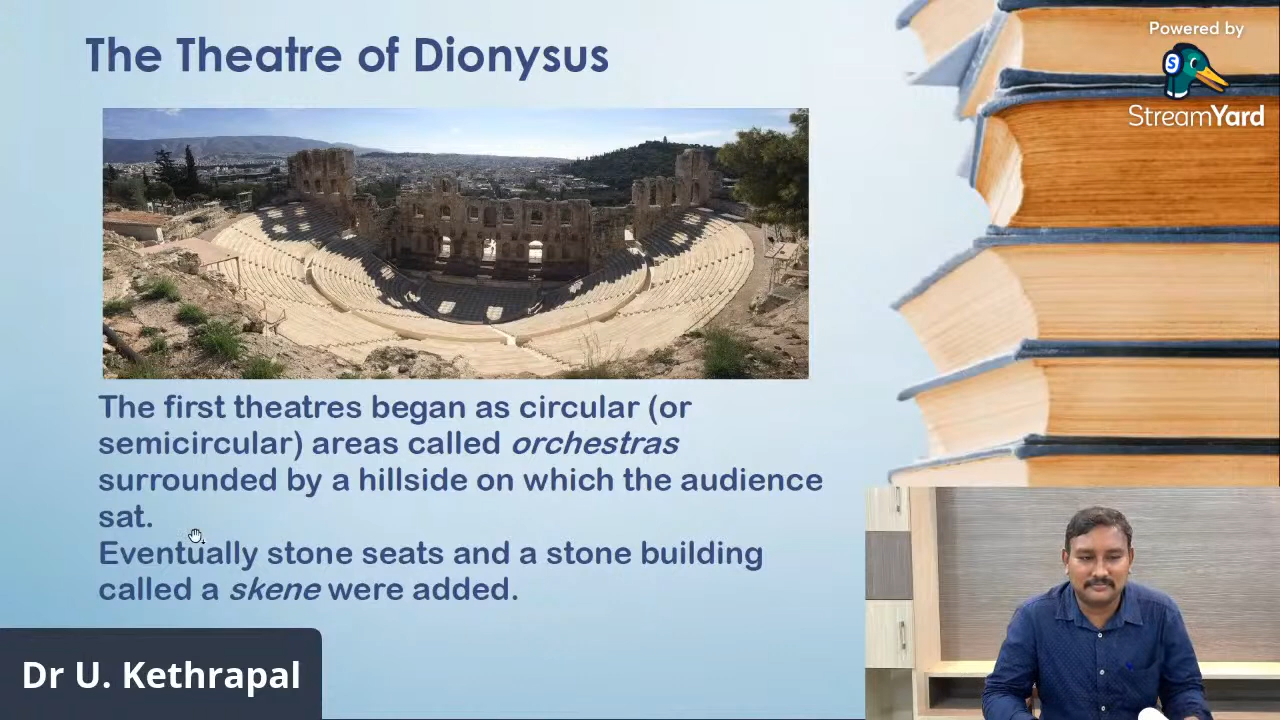 The Theatre of Dionysus
Powered by
S
StreamYard
The first theatres began as circular (or
semicircular) areas called orchestras
surrounded by a hillside on which the audience
sat.
Eventually stone seats and a stone building
called a skene were added.
Dr U. Kethrapal